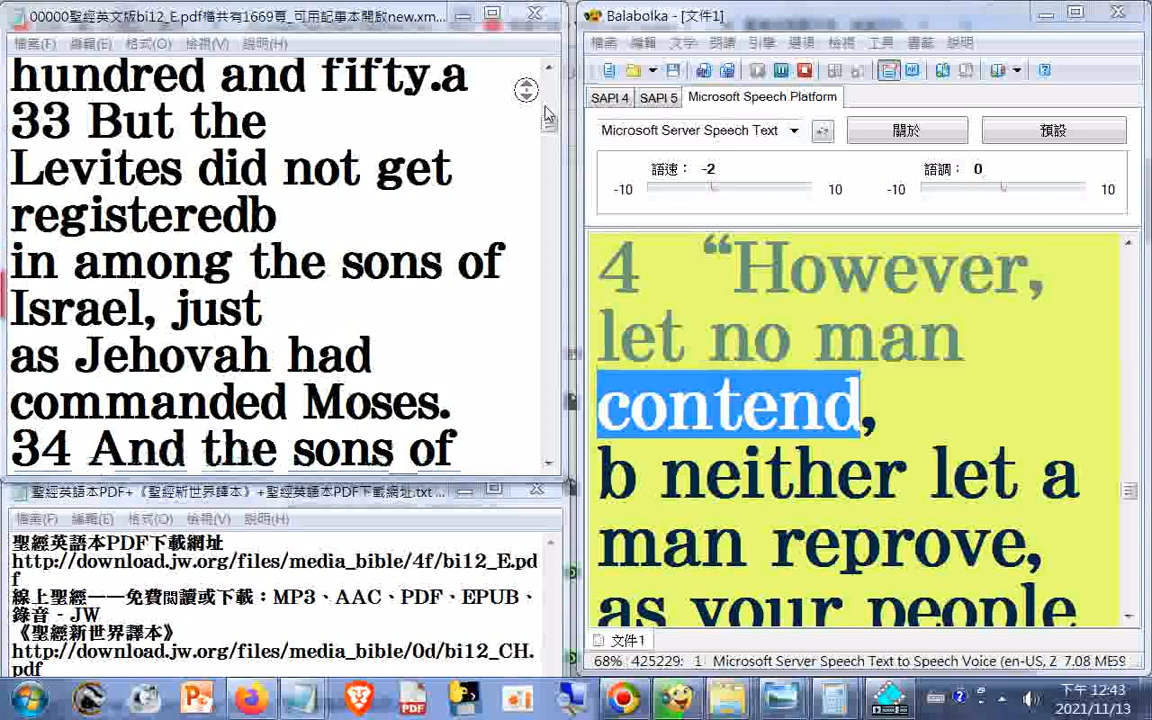 00000聖經英文版bi12_E.pdf檔共有1669頁_可用記事本開啟new.xm...
檔案(F) 編輯(E) 格式(O) 檢視(V) 說明(H)
hundred and fifty.a
33 But the
Levites did not get
registeredb
in among the sons of
Israel, just
as Jehovah had
commanded Moses.
34 And the sons of
聖經英語本PDF+《聖經新世界譯本》+聖經英語本PDF下載網址.txt ...
檔案(F) 編輯(E) 格式(O) 檢視(V) 說明(H)
聖經英語本PDF下載網址
http://download.jw.org/files/media_bible/4f/bi12_E.pd
f
線上聖經——免費閱讀或下載：MP3、AAC、PDF、EPUB、
錄音 - JW
《聖經新世界譯本》
http://download.jw.org/files/media_bible/0d/bi12_CH.
pdf
Balabolka - [文件1]
檔案 編輯 文字 朗讀 引擎 選項 檢視 工具 書籤 說明
SAPI 4 SAPI 5 Microsoft Speech Platform
Microsoft Server Speech Text 關於 預設
語速： -2 語調： 0
-10 10 -10 10
4 “However,
let no man
contend,
b neither let a
man reprove,
as your people
文件1
68% 425229: 1 Microsoft Server Speech Text to Speech Voice (en-US, Z 7.08 ME59
下午 12:43
2021/11/13